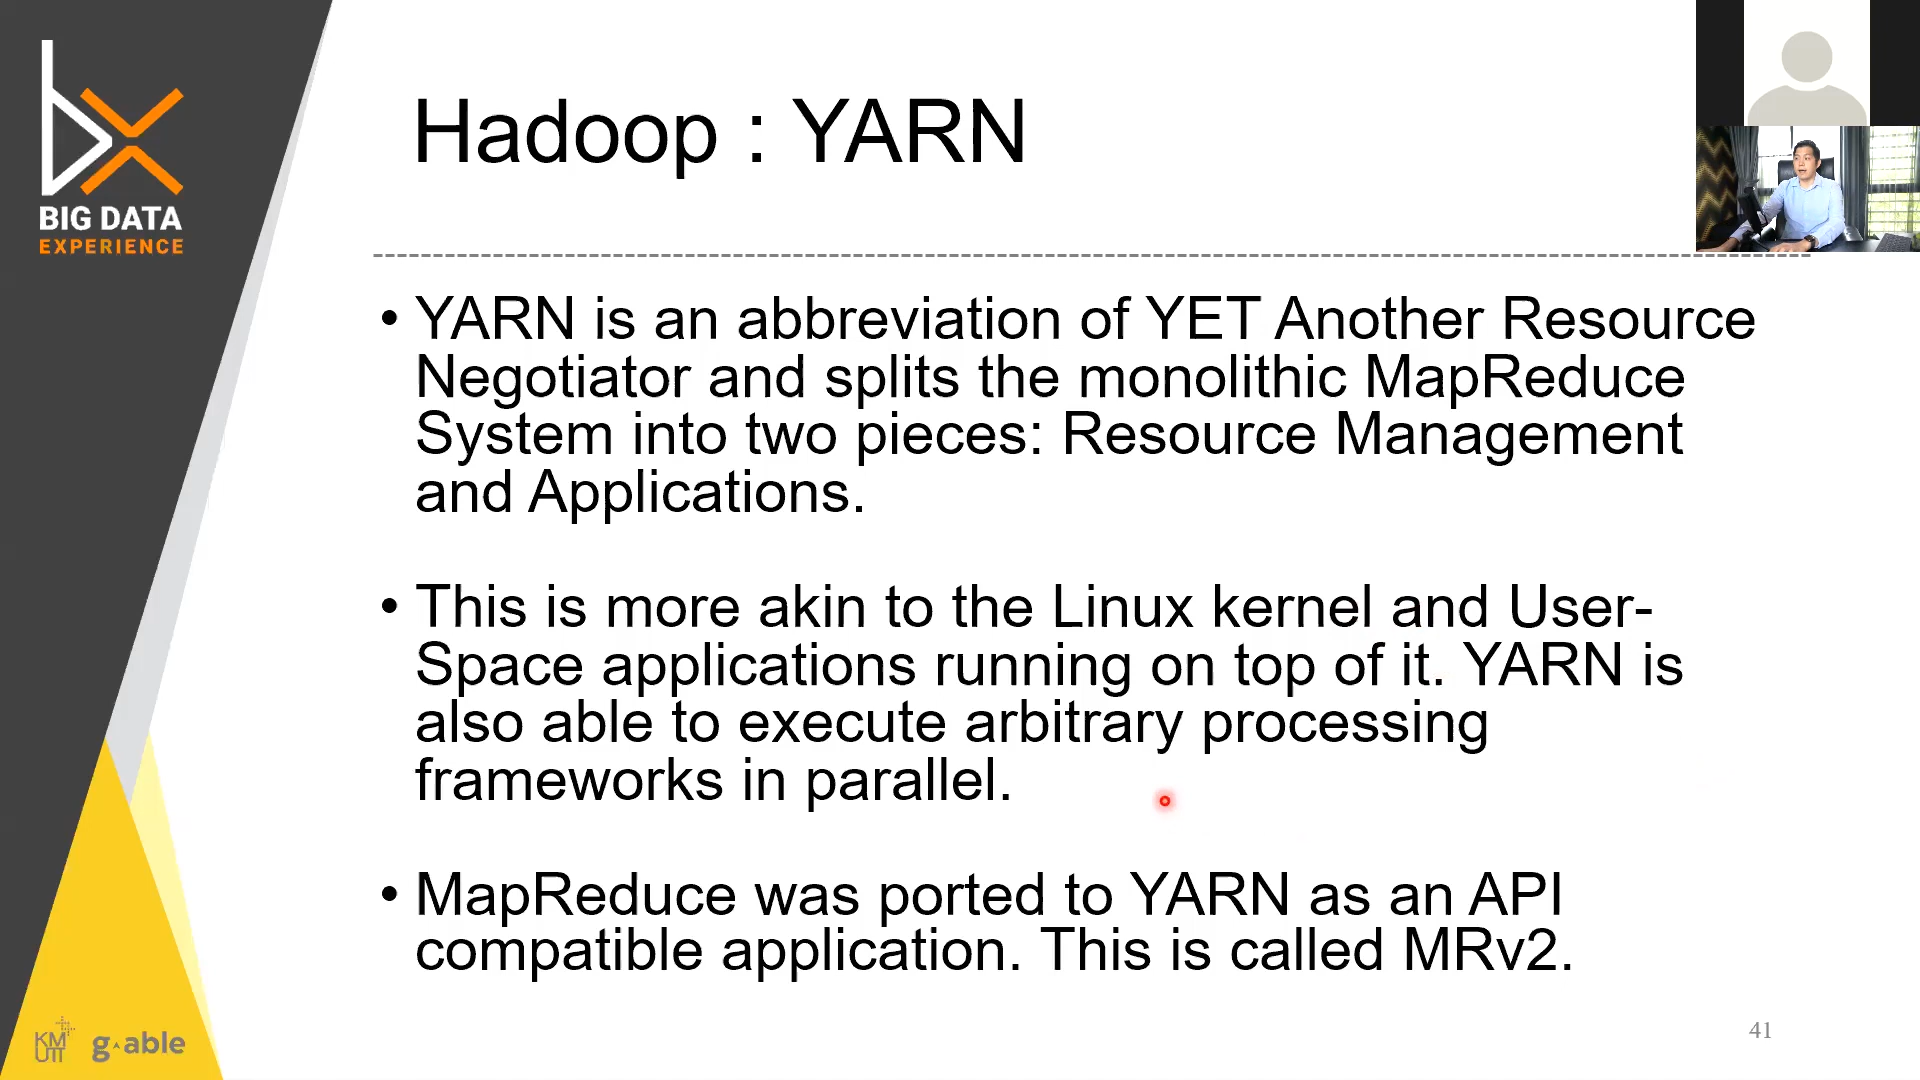 BIG DATA
EXPERIENCE
Hadoop : YARN
• YARN is an abbreviation of YET Another Resource
Negotiator and splits the monolithic MapReduce
System into two pieces: Resource Management
and Applications.
• This is more akin to the Linux kernel and User-
Space applications running on top of it. YARN is
also able to execute arbitrary processing
frameworks in parallel.
• MapReduce was ported to YARN as an API
compatible application. This is called MRv2.
KM
UTT
g-able
41